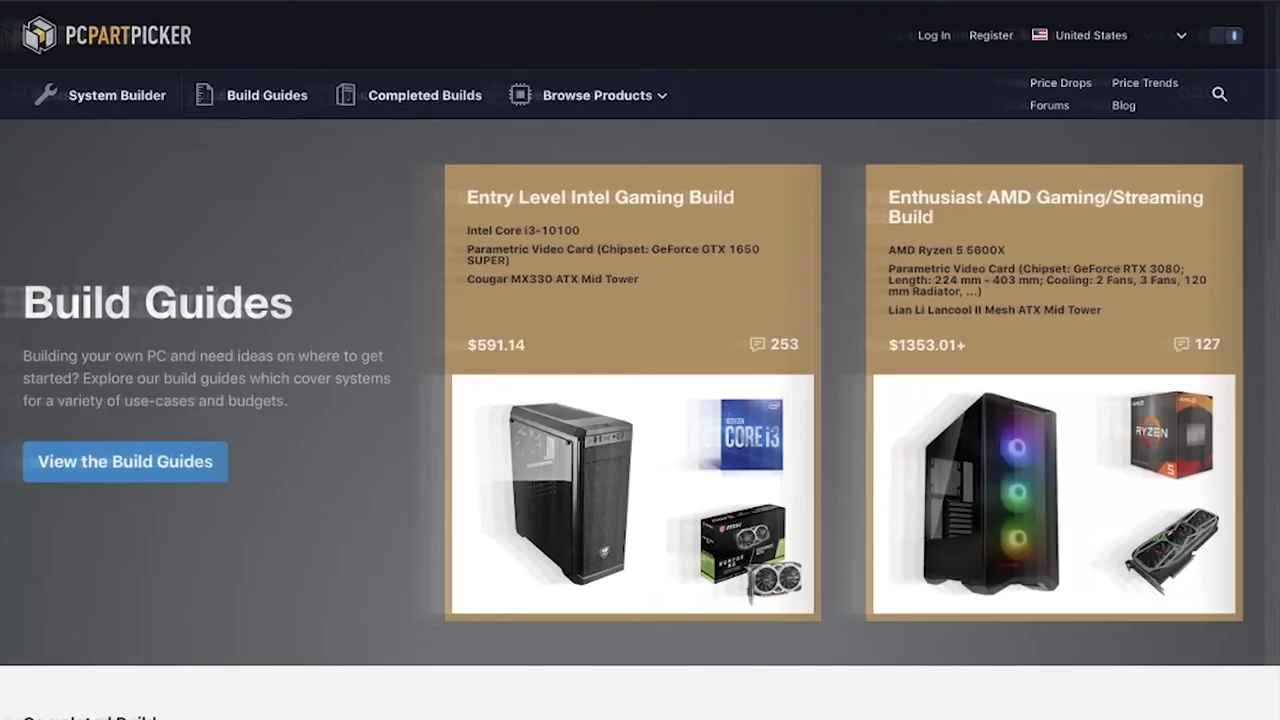 PCPARTPICKER
Log In Register United States
System Builder Build Guides Completed Builds Browse Products
Price Drops Price Trends
Forums Blog
Build Guides
Building your own PC and need ideas on where to get
started? Explore our build guides which cover systems
for a variety of use-cases and budgets.
View the Build Guides
Entry Level Intel Gaming Build
Intel Core i3-10100
Parametric Video Card (Chipset: GeForce GTX 1650
SUPER)
Cougar MX330 ATX Mid Tower
$591.14 253
CORE i3
Enthusiast AMD Gaming/Streaming
Build
AMD Ryzen 5 5600X
Parametric Video Card (Chipset: GeForce RTX 3080;
Length: 224 mm - 403 mm; Cooling: 2 Fans, 3 Fans, 120
mm Radiator, ...)
Lian Li Lancool II Mesh ATX Mid Tower
$1353.01+ 127
RYZEN
5